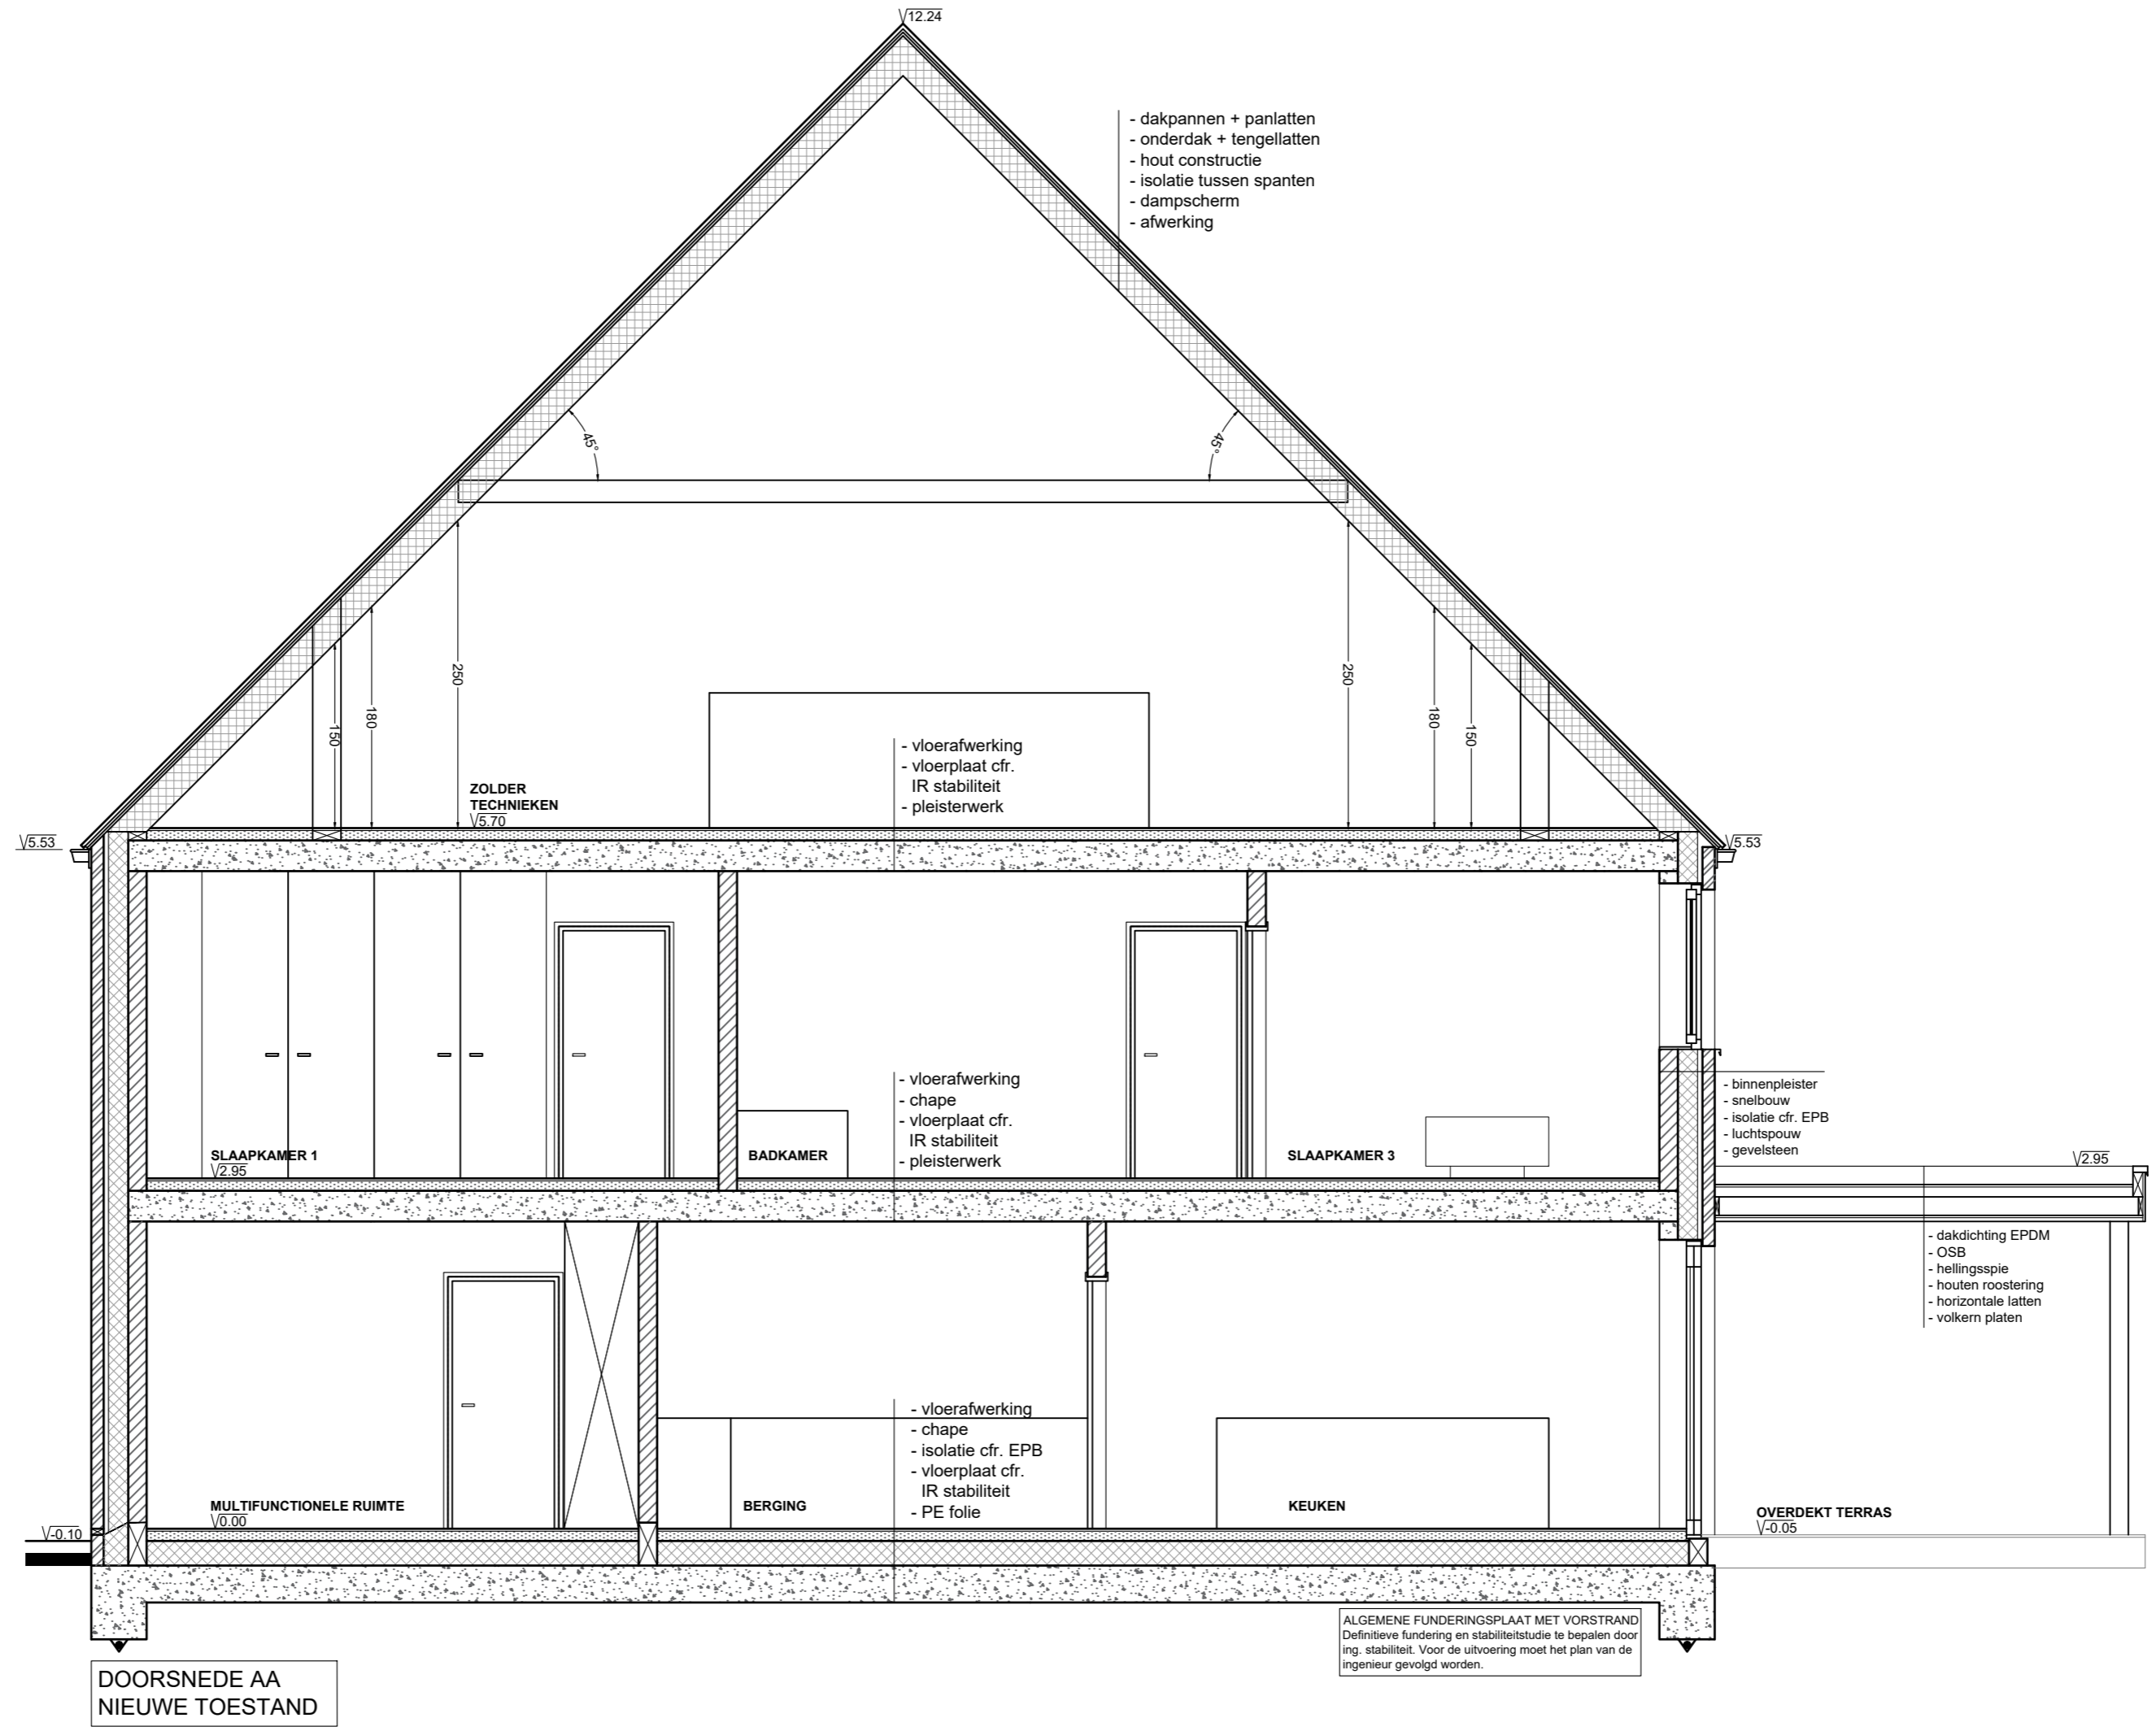 12.24
- dakpannen + panlatten
- onderdak + tengellatten
- hout constructie
- isolatie tussen spanten
- dampscherm
- afwerking
45°
45°
250
250
180
180
150
150
- vloerafwerking
- vloerplaat cfr.
IR stabiliteit
- pleisterwerk
ZOLDER
TECHNIEKEN
5.70
5.53
5.53
- vloerafwerking
- chape
- vloerplaat cfr.
IR stabiliteit
- pleisterwerk
- binnenpleister
- snelbouw
- isolatie cfr. EPB
- luchtspouw
- gevelsteen
SLAAPKAMER 1
2.95
BADKAMER
SLAAPKAMER 3
2.95
- dakdichting EPDM
- OSB
- hellingsspie
- houten roostering
- horizontale latten
- volkern platen
- vloerafwerking
- chape
- isolatie cfr. EPB
- vloerplaat cfr.
IR stabiliteit
- PE folie
MULTIFUNCTIONELE RUIMTE
0.00
BERGING
KEUKEN
OVERDEKT TERRAS
-0.05
-0.10
ALGEMENE FUNDERINGSPLAAT MET VORSTRAND
Definitieve fundering en stabiliteitstudie te bepalen door
ing. stabiliteit. Voor de uitvoering moet het plan van de
ingenieur gevolgd worden.
DOORSNEDE AA
NIEUWE TOESTAND